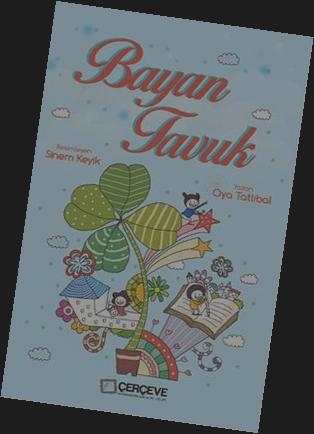 Bayan
Tavuk
Resimleyen
Sinem Keyik
Yazan
Oya Tatlıbal
ÇERÇEVE